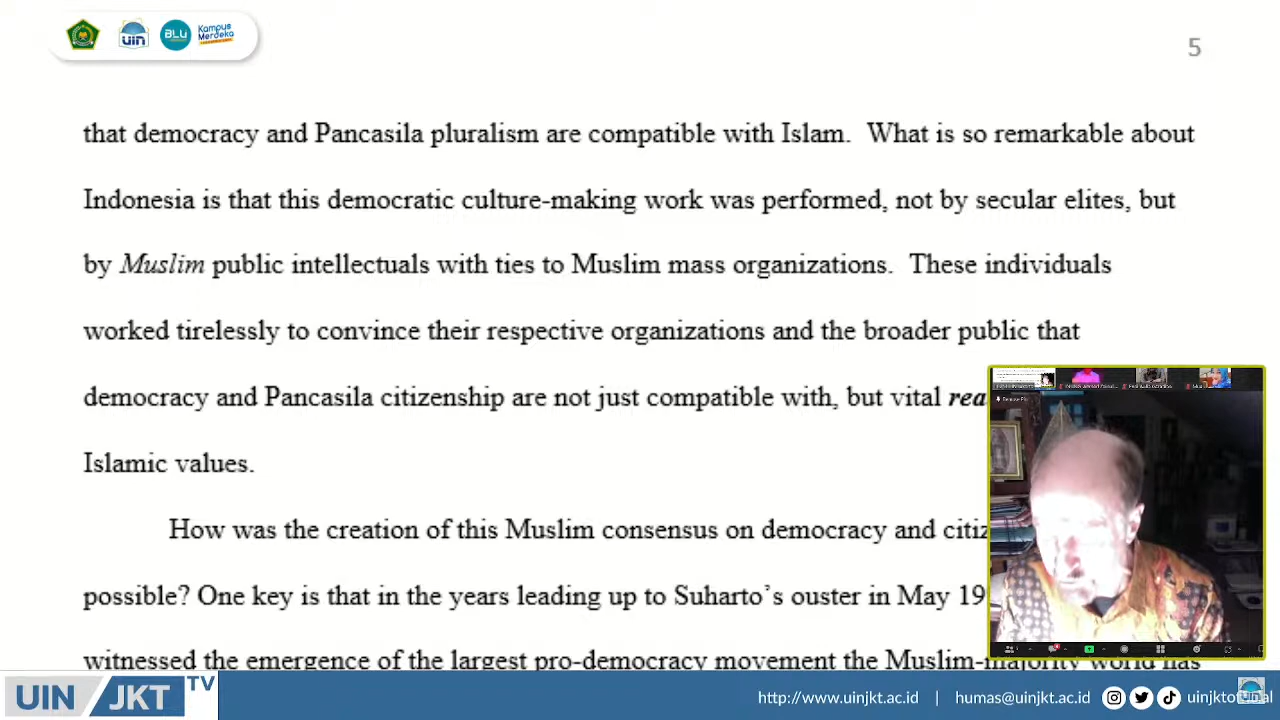 uin
BLU
Kampus
Merdeka
5
that democracy and Pancasila pluralism are compatible with Islam. What is so remarkable about
Indonesia is that this democratic culture-making work was performed, not by secular elites, but
by Muslim public intellectuals with ties to Muslim mass organizations. These individuals
worked tirelessly to convince their respective organizations and the broader public that
democracy and Pancasila citizenship are not just compatible with, but vital rea
Islamic values.
How was the creation of this Muslim consensus on democracy and citiz
possible? One key is that in the years leading up to Suharto's ouster in May 19
witnessed the emergence of the largest pro-democracy movement the Muslim-majority world has
UIN JKT TV
http://www.uinjkt.ac.id | humas@uinjkt.ac.id